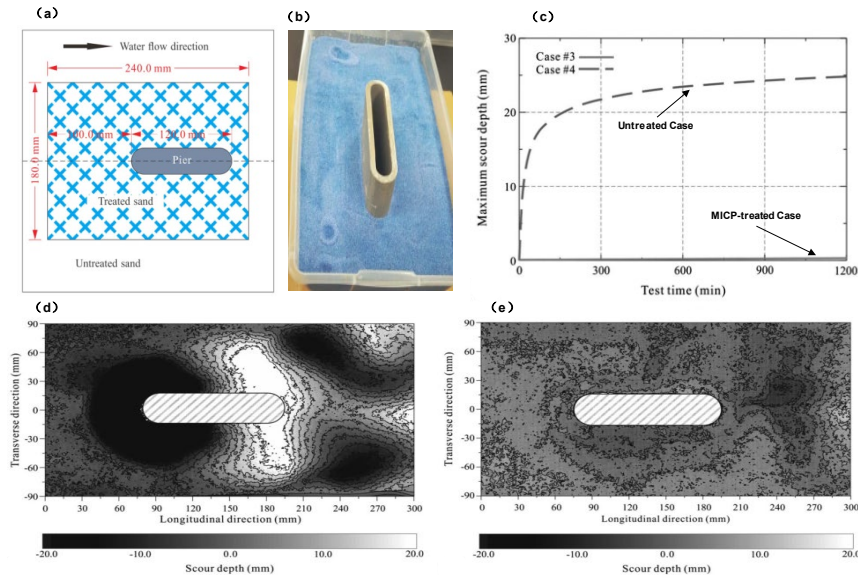 (a)
Water flow direction
240.0 mm
120.0 mm
180.0 mm
Pier
Treated sand
Untreated sand
(b)
(c)
Maximum scour depth (mm)
30
20
10
0
Case #3
Case #4
Untreated Case
MICP-treated Case
0 300 600 900 1200
Test time (min)
(d)
Transverse direction (mm)
90
60
30
0
-30
-60
-90
0 30 60 90 120 150 180 210 240 270 300
Longitudinal direction (mm)
-20.0 -10.0 0.0 10.0 20.0
Scour depth (mm)
(e)
Transverse direction (mm)
90
60
30
0
-30
-60
-90
0 30 60 90 120 150 180 210 240 270 300
Longitudinal direction (mm)
-20.0 -10.0 0.0 10.0 20.0
Scour depth (mm)